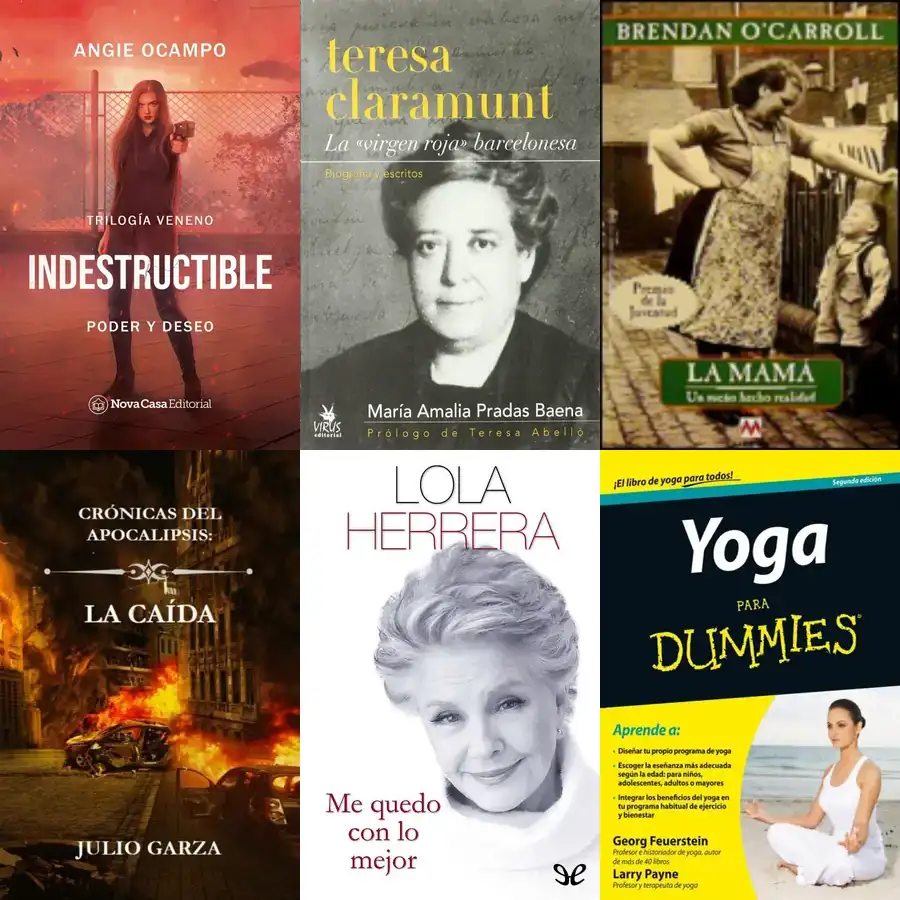 ANGIE OCAMPO
TRILOGÍA VENENO
INDESTRUCTIBLE
PODER Y DESEO
Nova Casa Editorial
teresa
claramunt
La «virgen roja» barcelonesa
Biografía y escritos
María Amalia Pradas Baena
Prólogo de Teresa Abelló
VIRUS
editorial
BRENDAN O'CARROLL
Premio
de la
Juventud
LA MAMÁ
Un sueño hecho realidad
CRÓNICAS DEL
APOCALIPSIS:
LA CAÍDA
JULIO GARZA
LOLA
HERRERA
Me quedo
con lo
mejor
¡El libro de yoga para todos!
Segunda edición
Yoga
PARA
DUMMIES
Aprende a:
• Diseñar tu propio programa de yoga
• Escoger la eseñanza más adecuada
según la edad: para niños,
adolescentes, adultos o mayores
• Integrar los beneficios del yoga en
tu programa habitual de ejercicio
y bienestar
Georg Feuerstein
Profesor e historiador de yoga, autor
de más de 40 libros
Larry Payne
Profesor y terapeuta de yoga